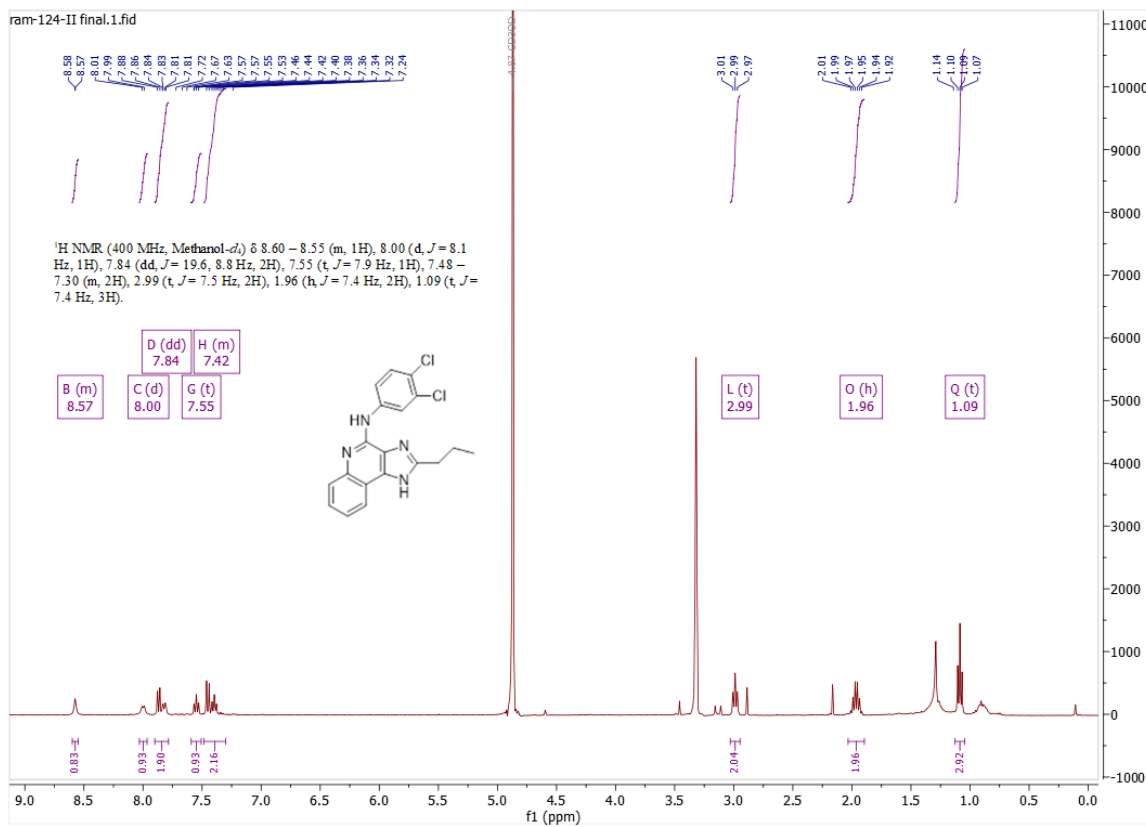 ram-124-II final.1.fid
8.58
8.57
8.01
7.99
7.88
7.86
7.84
7.83
7.81
7.81
7.72
7.67
7.63
7.57
7.57
7.55
7.53
7.46
7.44
7.42
7.40
7.38
7.36
7.34
7.32
7.24
4.87 CD3OD
3.01
2.99
2.97
2.01
1.99
1.97
1.95
1.94
1.92
1.14
1.10
1.09
1.07
¹H NMR (400 MHz, Methanol-d₄) δ 8.60 – 8.55 (m, 1H), 8.00 (d, J = 8.1
Hz, 1H), 7.84 (dd, J = 19.6, 8.8 Hz, 2H), 7.55 (t, J = 7.9 Hz, 1H), 7.48 –
7.30 (m, 2H), 2.99 (t, J = 7.5 Hz, 2H), 1.96 (h, J = 7.4 Hz, 2H), 1.09 (t, J =
7.4 Hz, 3H).
D (dd)
7.84
H (m)
7.42
B (m)
8.57
C (d)
8.00
G (t)
7.55
L (t)
2.99
O (h)
1.96
Q (t)
1.09
Cl
Cl
HN
N
N
N
H
0.83
0.93
1.90
0.93
2.16
2.04
1.96
2.92
9.0 8.5 8.0 7.5 7.0 6.5 6.0 5.5 5.0 4.5 4.0 3.5 3.0 2.5 2.0 1.5 1.0 0.5 0.0
f1 (ppm)
11000
10000
9000
8000
7000
6000
5000
4000
3000
2000
1000
0
-1000